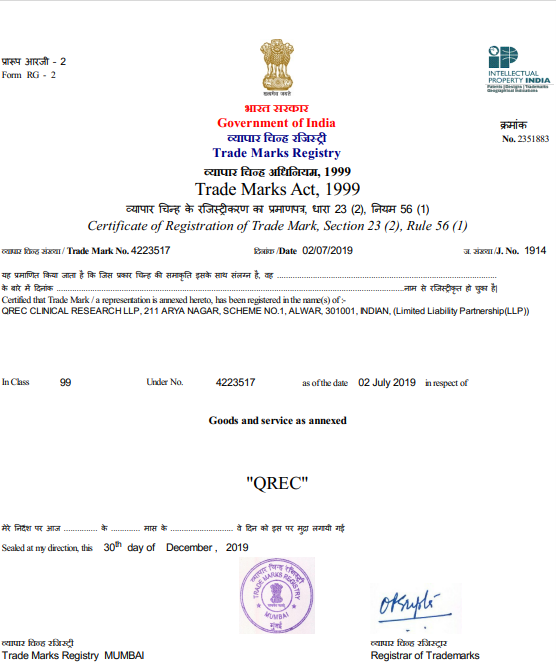 प्रारूप आरजी - 2
Form RG - 2
सत्यमेव जयते
INTELLECTUAL
PROPERTY INDIA
Patents | Designs | Trademarks
Geographical Indications
भारत सरकार
Government of India
व्यापार चिन्ह रजिस्ट्री
Trade Marks Registry
क्रमांक
No. 2351883
व्यापार चिन्ह अधिनियम, 1999
Trade Marks Act, 1999
व्यापार चिन्ह के रजिस्ट्रीकरण का प्रमाणपत्र, धारा 23 (2), नियम 56 (1)
Certificate of Registration of Trade Mark, Section 23 (2), Rule 56 (1)
व्यापार चिन्ह संख्या / Trade Mark No. 4223517 दिनांक /Date 02/07/2019 ज. संख्या /J. No. 1914
यह प्रमाणित किया जाता है कि जिस प्रकार चिन्ह की समाकृति इसके साथ संलग्न है, वह ..............................................................................
के बारे में दिनांक ..............................................................................नाम से रजिस्ट्रीकृत हो चुका है|
Certified that Trade Mark / a representation is annexed hereto, has been registered in the name(s) of :-
QREC CLINICAL RESEARCH LLP, 211 ARYA NAGAR, SCHEME NO.1, ALWAR, 301001, INDIAN, (Limited Liability Partnership(LLP))
In Class 99 Under No. 4223517 as of the date 02 July 2019 in respect of
Goods and service as annexed
"QREC"
मेरे निदेश पर आज .............. के ............ मास के ...................... वे दिन को इस पर मुद्रा लगायी गई
Sealed at my direction, this 30th day of December , 2019
व्यापार चिन्ह रजिस्ट्री
TRADE MARKS REGISTRY
MUMBAI
मुंबई
व्यापार चिन्ह रजिस्ट्री
Trade Marks Registry MUMBAI
व्यापार चिन्ह रजिस्ट्रार
Registrar of Trademarks